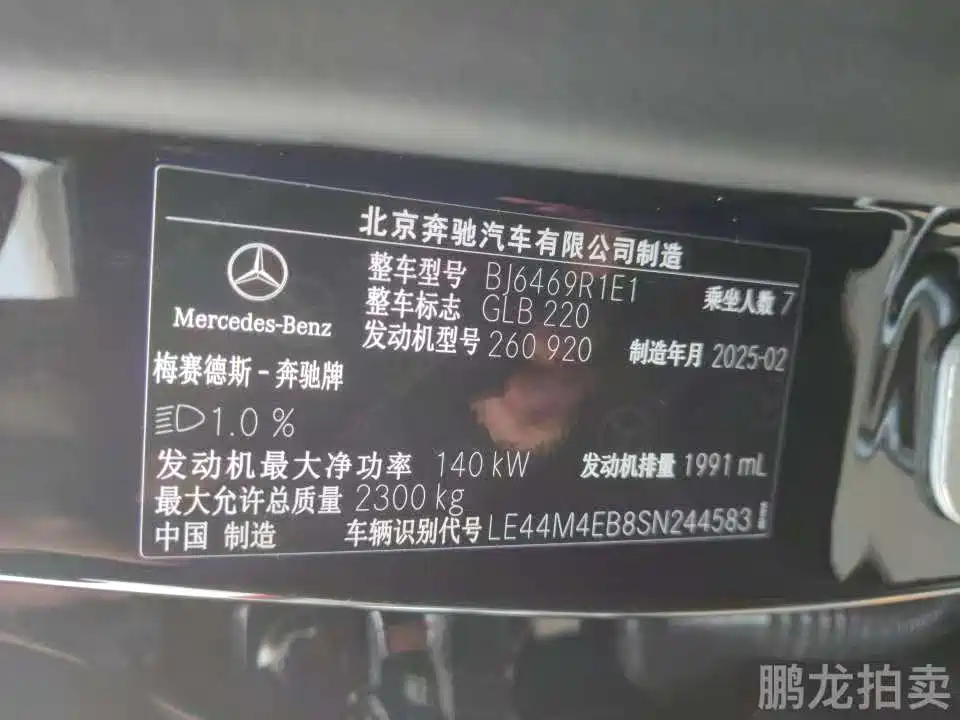 北京奔驰汽车有限公司制造
整车型号 BJ6469R1E1 乘坐人数 7
整车标志 GLB 220
发动机型号 260 920 制造年月 2025-02
Mercedes-Benz
梅赛德斯-奔驰牌
1.0 %
发动机最大净功率 140 kW 发动机排量 1991 mL
最大允许总质量 2300 kg
中国 制造 车辆识别代号 LE44M4EB8SN244583
鹏龙拍卖